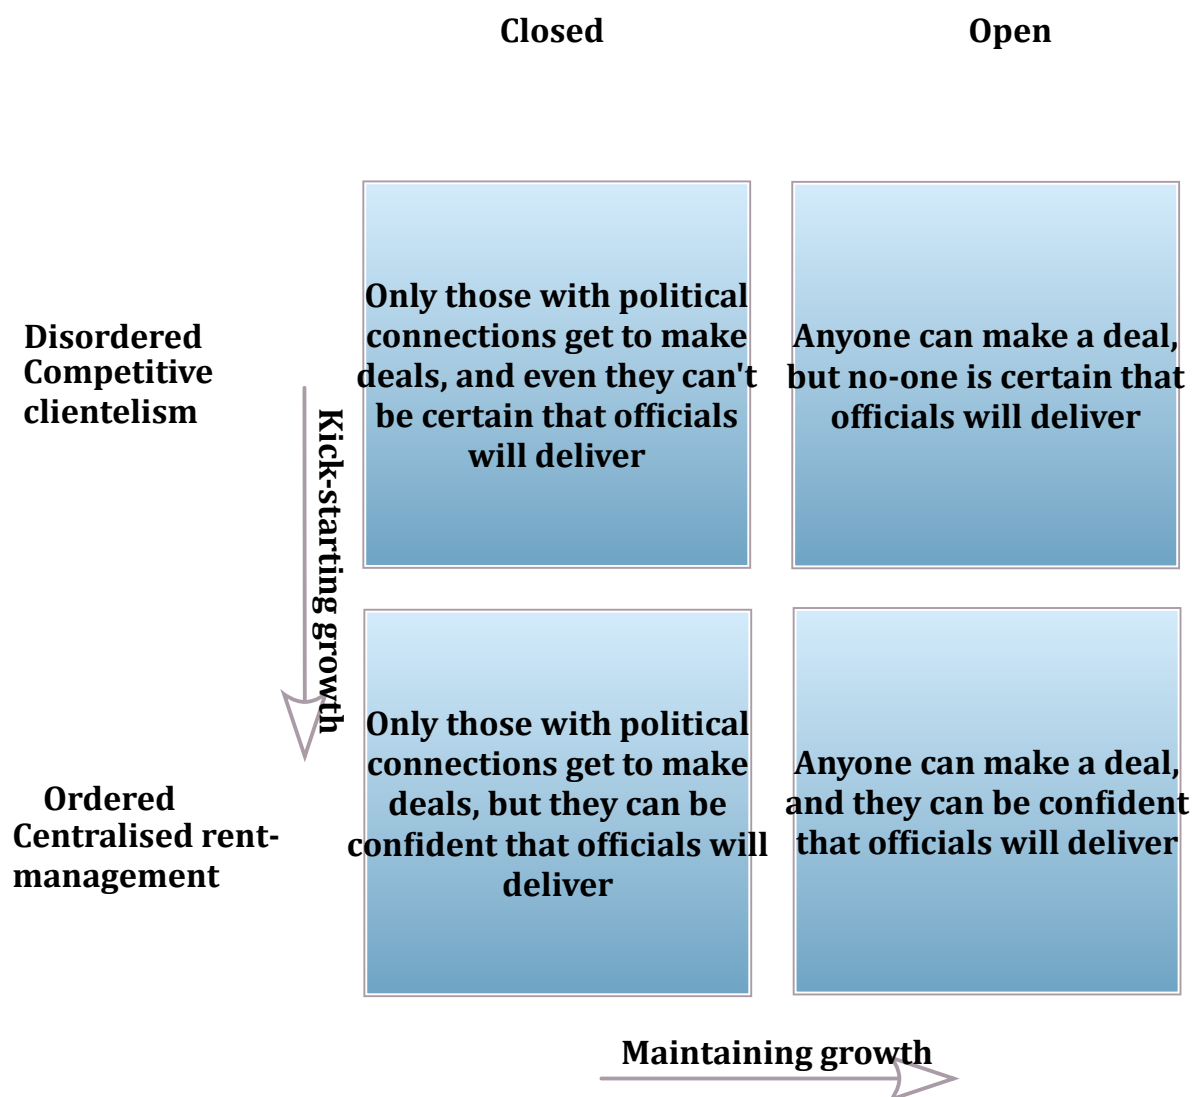 Closed
Open
Disordered
Competitive
clientelism
Kick-starting growth
Only those with political
connections get to make
deals, and even they can't
be certain that officials
will deliver
Anyone can make a deal,
but no-one is certain that
officials will deliver
Ordered
Centralised rent-
management
Only those with political
connections get to make
deals, but they can be
confident that officials will
deliver
Anyone can make a deal,
and they can be confident
that officials will deliver
Maintaining growth